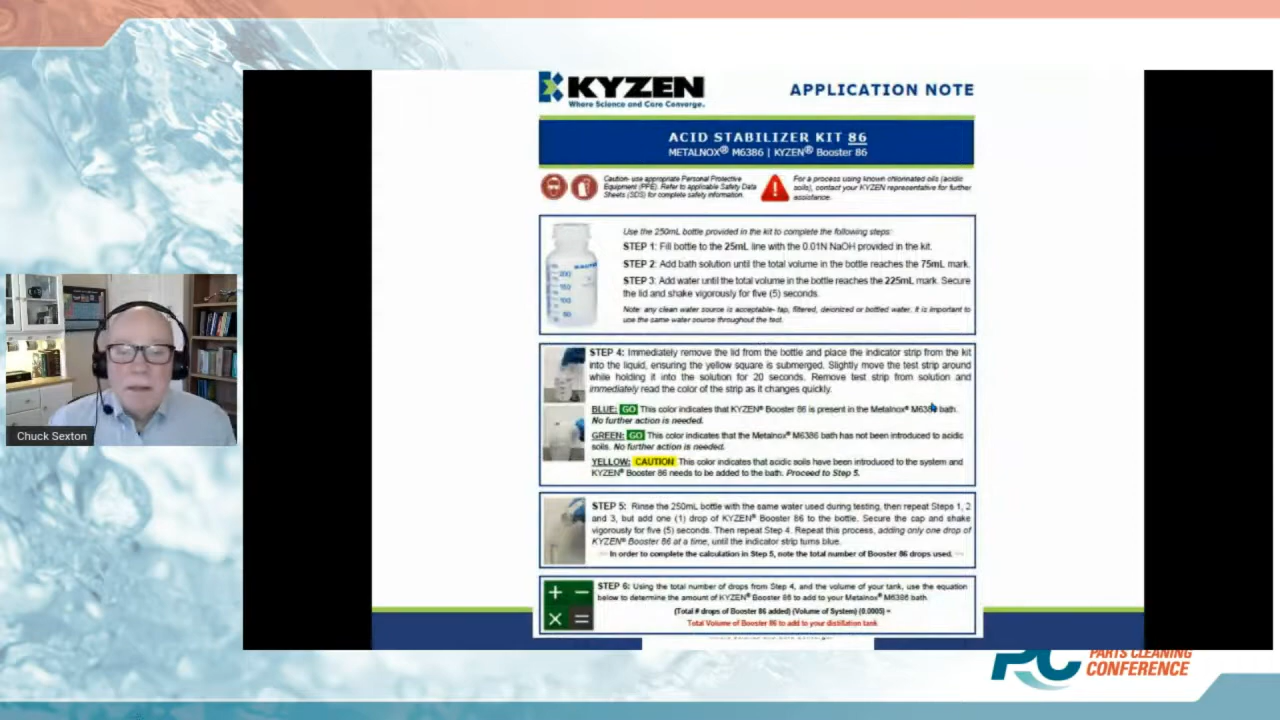 KYZEN
Where Science and Care Converge.
APPLICATION NOTE
ACID STABILIZER KIT 86
METALNOX® M6386 | KYZEN® Booster 86
Caution- use appropriate Personal Protective
Equipment (PPE). Refer to applicable Safety Data
Sheets (SDS) for complete safety information.
For a process using known chlorinated oils (acidic
soils), contact your KYZEN representative for further
assistance.
Use the 250mL bottle provided in the kit to complete the following steps:
STEP 1: Fill bottle to the 25mL line with the 0.01N NaOH provided in the kit.
STEP 2: Add bath solution until the total volume in the bottle reaches the 75mL mark.
STEP 3: Add water until the total volume in the bottle reaches the 225mL mark. Secure
the lid and shake vigorously for five (5) seconds.
Note: any clean water source is acceptable- tap, filtered, deionized or bottled water, it is important to
use the same water source throughout the test.
200
150
100
50
STEP 4: Immediately remove the lid from the bottle and place the indicator strip from the kit
into the liquid, ensuring the yellow square is submerged. Slightly move the test strip around
while holding it into the solution for 20 seconds. Remove test strip from solution and
immediately read the color of the strip as it changes quickly.
BLUE: GO This color indicates that KYZEN® Booster 86 is present in the Metalnox® M6386 bath.
No further action is needed.
GREEN: GO This color indicates that the Metalnox® M6386 bath has not been introduced to acidic
soils. No further action is needed.
YELLOW: CAUTION This color indicates that acidic soils have been introduced to the system and
KYZEN® Booster 86 needs to be added to the bath. Proceed to Step 5.
STEP 5: Rinse the 250mL bottle with the same water used during testing, then repeat Steps 1, 2
and 3, but add one (1) drop of KYZEN® Booster 86 to the bottle. Secure the cap and shake
vigorously for five (5) seconds. Then repeat Step 4. Repeat this process, adding only one drop of
KYZEN® Booster 86 at a time, until the indicator strip turns blue.
In order to complete the calculation in Step 5, note the total number of Booster 86 drops used.
STEP 6: Using the total number of drops from Step 4, and the volume of your tank, use the equation
below to determine the amount of KYZEN® Booster 86 to add to your Metalnox® M6386 bath.
(Total # drops of Booster 86 added) (Volume of System) (0.0005) =
Total Volume of Booster 86 to add to your distillation tank
Chuck Sexton
PC
PARTS CLEANING
CONFERENCE